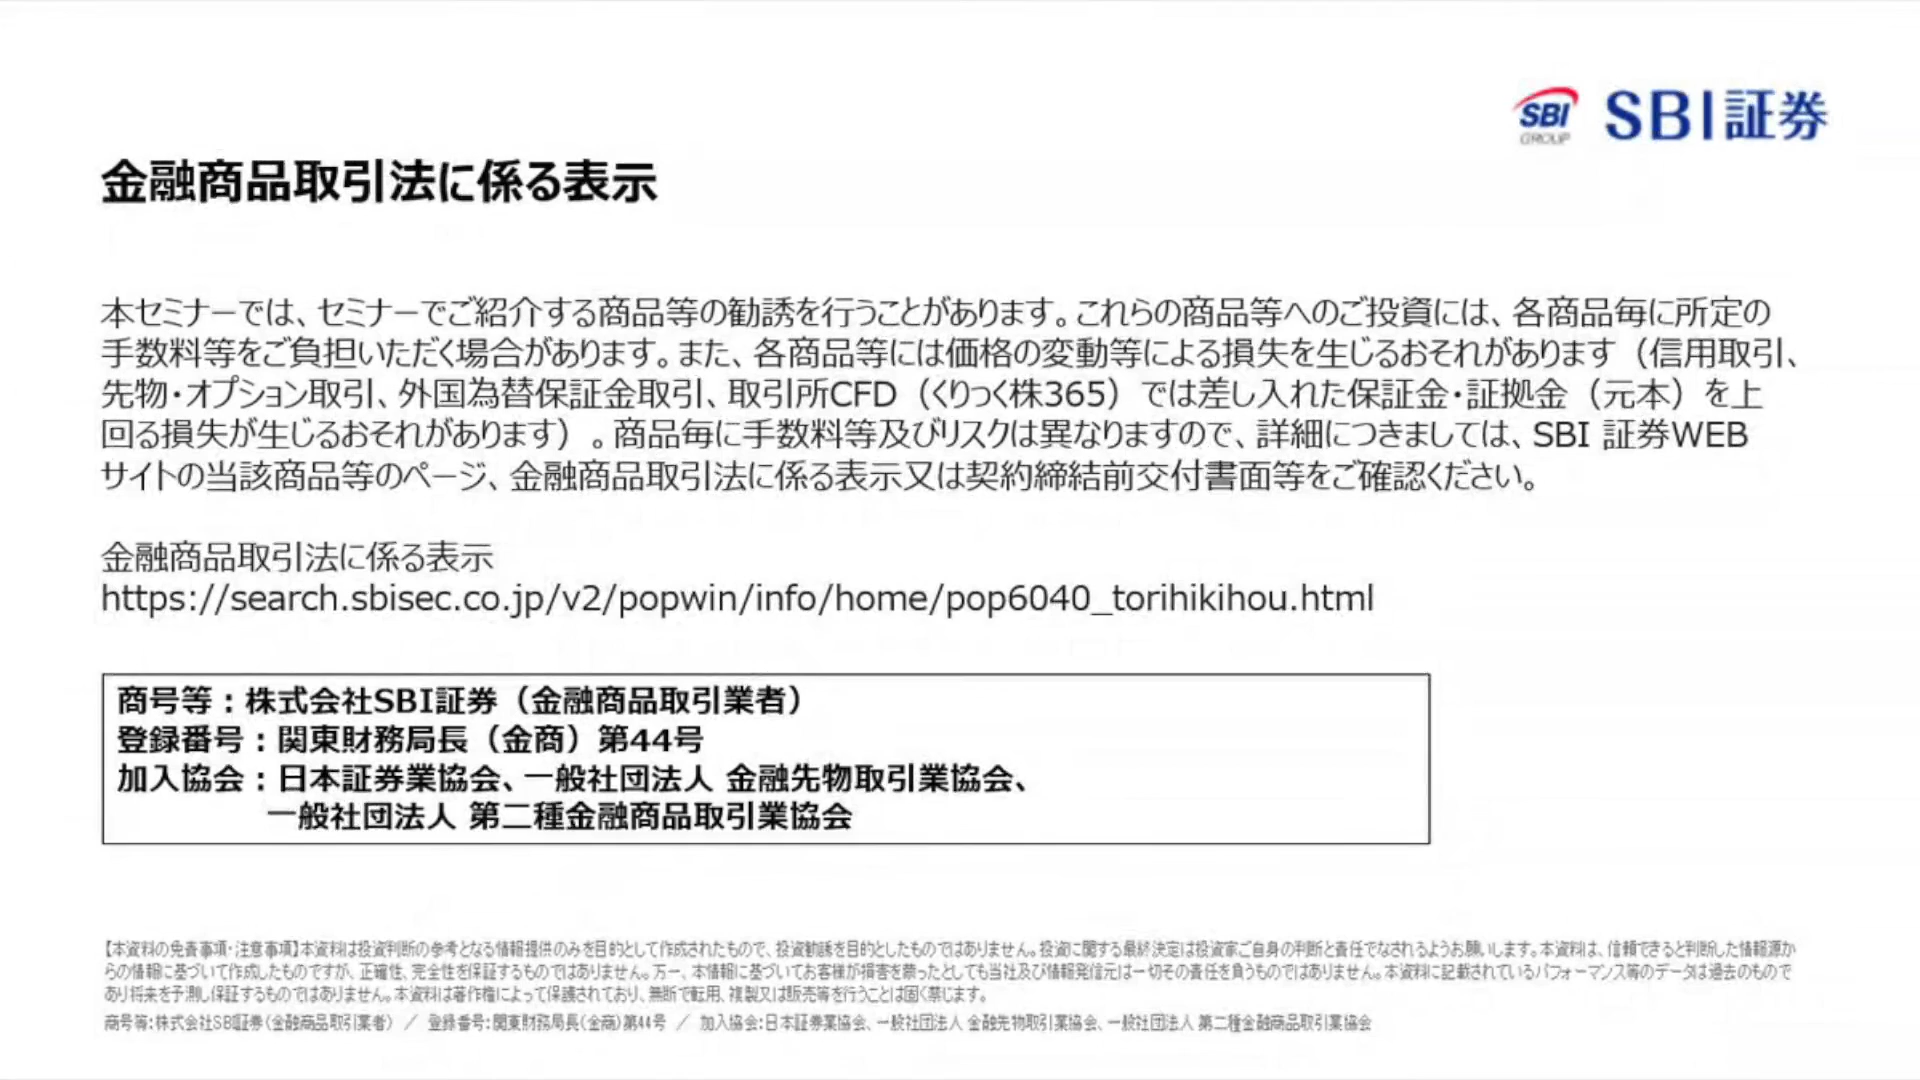 SBI GROUP SBI証券
金融商品取引法に係る表示
本セミナーでは、セミナーでご紹介する商品等の勧誘を行うことがあります。これらの商品等へのご投資には、各商品毎に所定の
手数料等をご負担いただく場合があります。また、各商品等には価格の変動等による損失を生じるおそれがあります（信用取引、
先物・オプション取引、外国為替保証金取引、取引所CFD（くりっく株365）では差し入れた保証金・証拠金（元本）を上
回る損失が生じるおそれがあります）。商品毎に手数料等及びリスクは異なりますので、詳細につきましては、SBI 証券WEB
サイトの当該商品等のページ、金融商品取引法に係る表示又は契約締結前交付書面等をご確認ください。
金融商品取引法に係る表示
https://search.sbisec.co.jp/v2/popwin/info/home/pop6040_torihikihou.html
商号等：株式会社SBI証券（金融商品取引業者）
登録番号：関東財務局長（金商）第44号
加入協会：日本証券業協会、一般社団法人 金融先物取引業協会、
一般社団法人 第二種金融商品取引業協会
【本資料の免責事項・注意事項】本資料は投資判断の参考となる情報提供のみを目的として作成されたもので、投資勧誘を目的としたものではありません。投資に関する最終決定は投資家ご自身の判断と責任でなされるようお願いします。本資料は、信頼できると判断した情報源か
らの情報に基づいて作成したものですが、正確性、完全性を保証するものではありません。万一、本情報に基づいてお客様が損害を蒙ったとしても当社及び情報発信元は一切その責任を負うものではありません。本資料に記載されているパフォーマンス等のデータは過去のもので
あり将来を予測し保証するものではありません。本資料は著作権によって保護されており、無断で転用、複製又は販売等を行うことは固く禁じます。
商号等：株式会社SBI証券（金融商品取引業者） ／ 登録番号：関東財務局長（金商）第44号 ／ 加入協会：日本証券業協会、一般社団法人 金融先物取引業協会、一般社団法人 第二種金融商品取引業協会